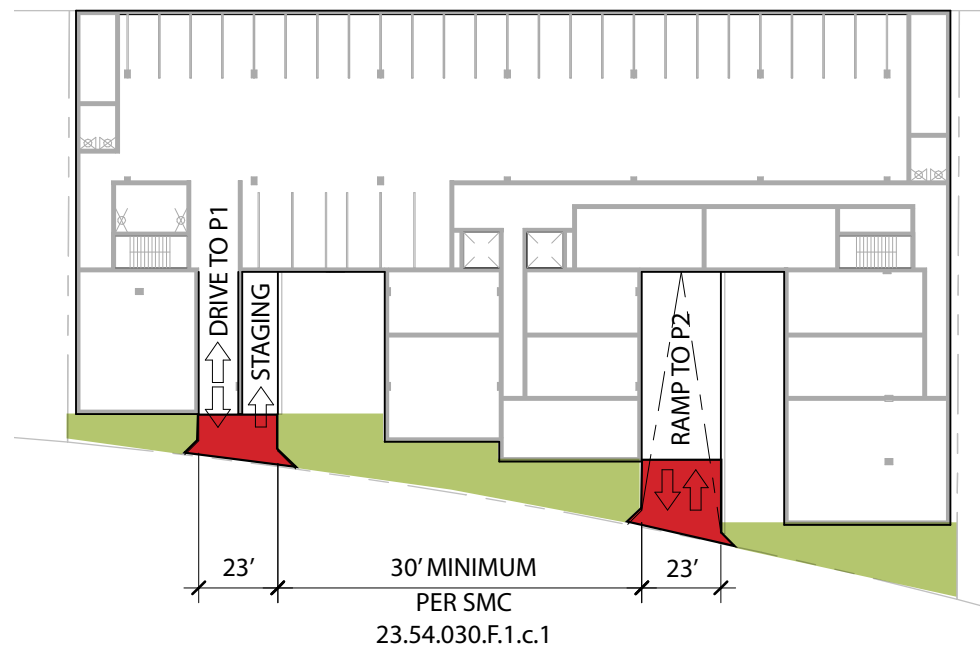 DRIVE TO P1
STAGING
RAMP TO P2
23’
30’ MINIMUM
23’
PER SMC
23.54.030.F.1.c.1